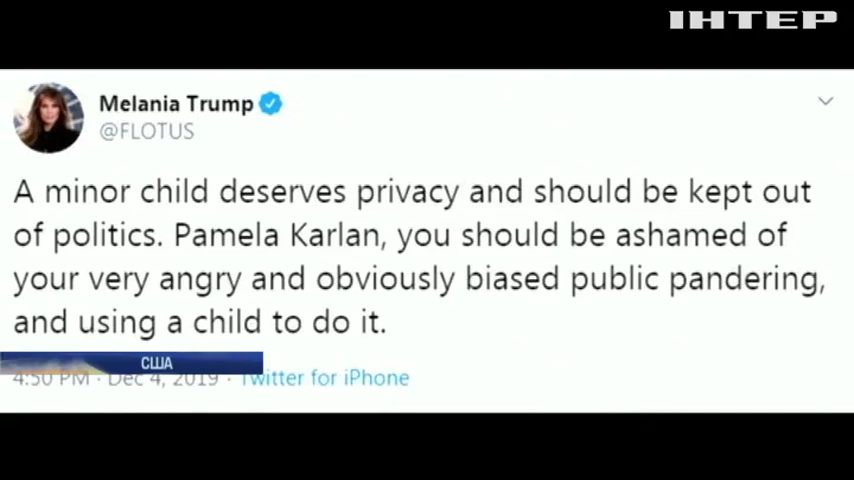 ІНТЕР
Melania Trump
@FLOTUS
A minor child deserves privacy and should be kept out
of politics. Pamela Karlan, you should be ashamed of
your very angry and obviously biased public pandering,
and using a child to do it.
США
4:50 PM · Dec 4, 2019 · Twitter for iPhone